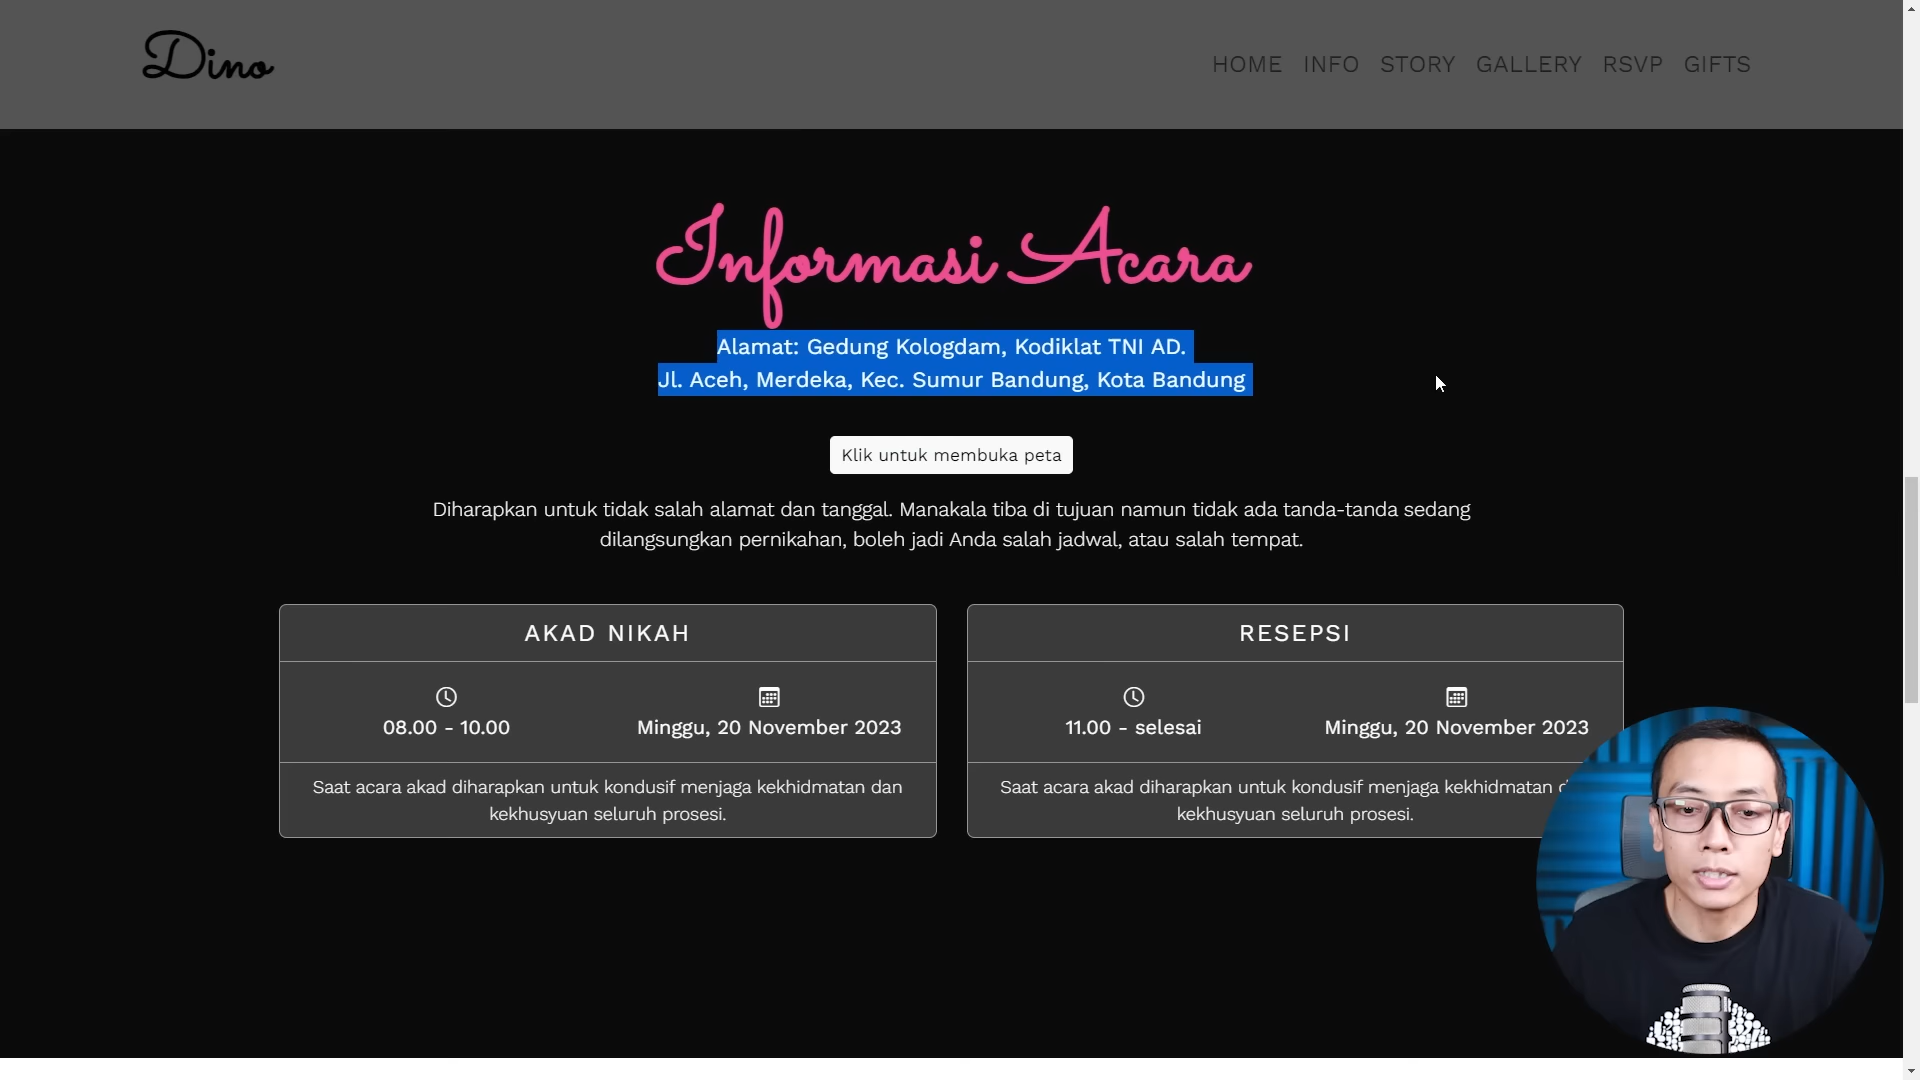 Dino
HOME INFO STORY GALLERY RSVP GIFTS
Informasi Acara
Alamat: Gedung Kologdam, Kodiklat TNI AD.
Jl. Aceh, Merdeka, Kec. Sumur Bandung, Kota Bandung
Klik untuk membuka peta
Diharapkan untuk tidak salah alamat dan tanggal. Manakala tiba di tujuan namun tidak ada tanda-tanda sedang
dilangsungkan pernikahan, boleh jadi Anda salah jadwal, atau salah tempat.
AKAD NIKAH
08.00 - 10.00
Minggu, 20 November 2023
Saat acara akad diharapkan untuk kondusif menjaga kekhidmatan dan
kekhusyuan seluruh prosesi.
RESEPSI
11.00 - selesai
Minggu, 20 November 2023
Saat acara akad diharapkan untuk kondusif menjaga kekhidmatan
kekhusyuan seluruh prosesi.